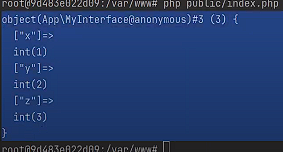 root@9d483e022d09:/var/www# php public/index.php
object(App\MyInterface@anonymous)#3 (3) {
["x"]=>
int(1)
["y"]=>
int(2)
["z"]=>
int(3)
}
root@9d483e022d09:/var/www#